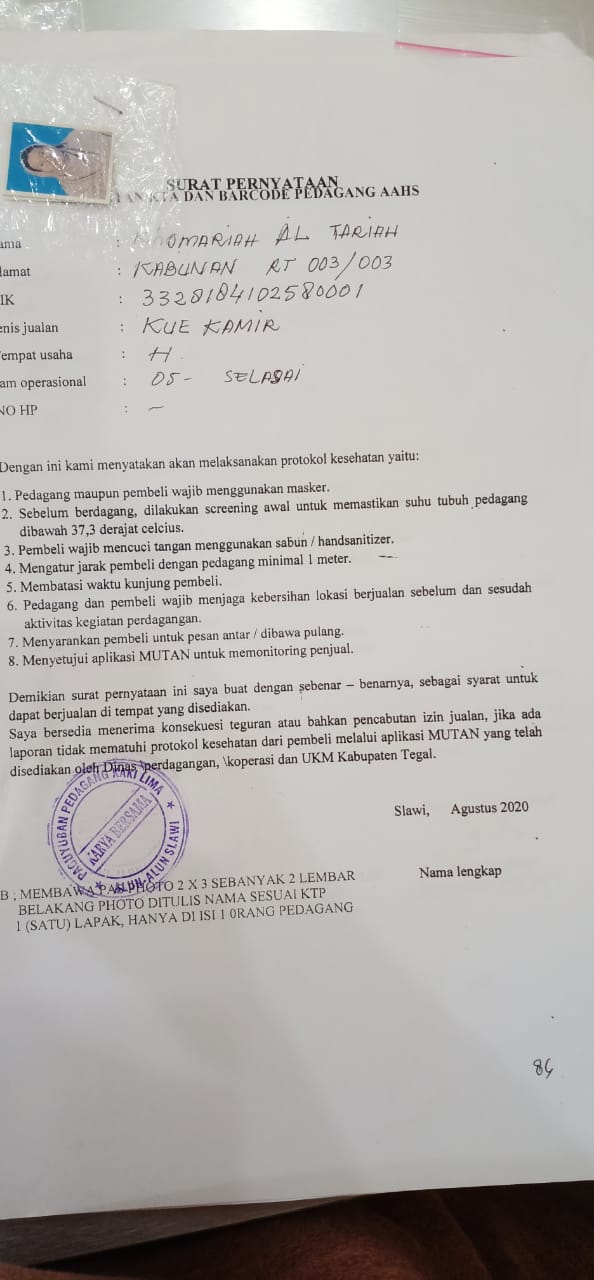 SURAT PERNYATAAN
KTA DAN BARCODE PEDAGANG AAHS
ama : KHOMARIAH AL TARIAH
lamat : KABUNAN RT 003/003
IK : 3328184102580001
enis jualan : KUE KAMIR
empat usaha : H
am operasional : 05 - SELASAI
NO HP : -
Dengan ini kami menyatakan akan melaksanakan protokol kesehatan yaitu:
1. Pedagang maupun pembeli wajib menggunakan masker.
2. Sebelum berdagang, dilakukan screening awal untuk memastikan suhu tubuh pedagang
dibawah 37,3 derajat celcius.
3. Pembeli wajib mencuci tangan menggunakan sabun / handsanitizer.
4. Mengatur jarak pembeli dengan pedagang minimal 1 meter.
5. Membatasi waktu kunjung pembeli.
6. Pedagang dan pembeli wajib menjaga kebersihan lokasi berjualan sebelum dan sesudah
aktivitas kegiatan perdagangan.
7. Menyarankan pembeli untuk pesan antar / dibawa pulang.
8. Menyetujui aplikasi MUTAN untuk memonitoring penjual.
Demikian surat pernyataan ini saya buat dengan sebenar – benarnya, sebagai syarat untuk
dapat berjualan di tempat yang disediakan.
Saya bersedia menerima konsekuesi teguran atau bahkan pencabutan izin jualan, jika ada
laporan tidak mematuhi protokol kesehatan dari pembeli melalui aplikasi MUTAN yang telah
disediakan oleh Dinas \perdagangan, \koperasi dan UKM Kabupaten Tegal.
Slawi, Agustus 2020
PAGUYUBAN PEDAGANG KAKI LIMA
KARYA BERSAMA
ALUN-ALUN SLAWI
Nama lengkap
B ; MEMBAWA PAS PHOTO 2 X 3 SEBANYAK 2 LEMBAR
BELAKANG PHOTO DITULIS NAMA SESUAI KTP
1 (SATU) LAPAK, HANYA DI ISI 1 0RANG PEDAGANG